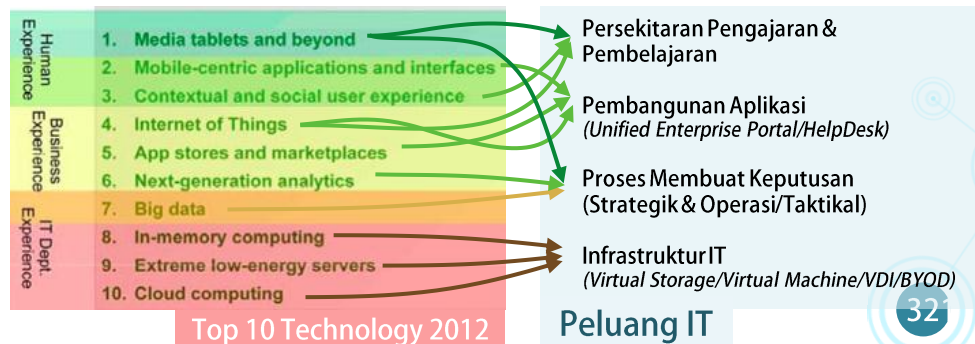 Human
Experience
Business
Experience
IT Dept.
Experience
1. Media tablets and beyond
2. Mobile-centric applications and interfaces
3. Contextual and social user experience
4. Internet of Things
5. App stores and marketplaces
6. Next-generation analytics
7. Big data
8. In-memory computing
9. Extreme low-energy servers
10. Cloud computing
Top 10 Technology 2012
Persekitaran Pengajaran &
Pembelajaran
Pembangunan Aplikasi
(Unified Enterprise Portal/HelpDesk)
Proses Membuat Keputusan
(Strategik & Operasi/Taktikal)
Infrastruktur IT
(Virtual Storage/Virtual Machine/VDI/BYOD)
Peluang IT
321